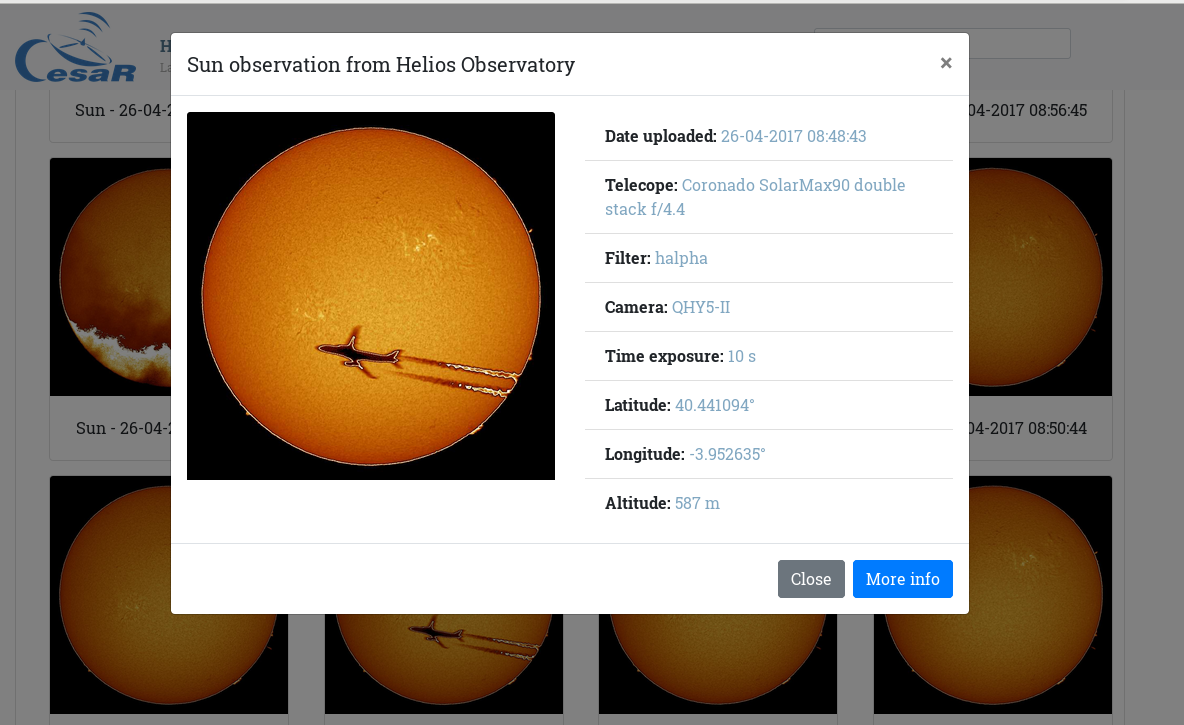 CesaR
H
La
Sun observation from Helios Observatory
×
Sun - 26-04-2
04-2017 08:56:45
Date uploaded: 26-04-2017 08:48:43
Telecope: Coronado SolarMax90 double
stack f/4.4
Filter: halpha
Camera: QHY5-II
Time exposure: 10 s
Latitude: 40.441094°
Sun - 26-04-2
04-2017 08:50:44
Longitude: -3.952635°
Altitude: 587 m
Close
More info